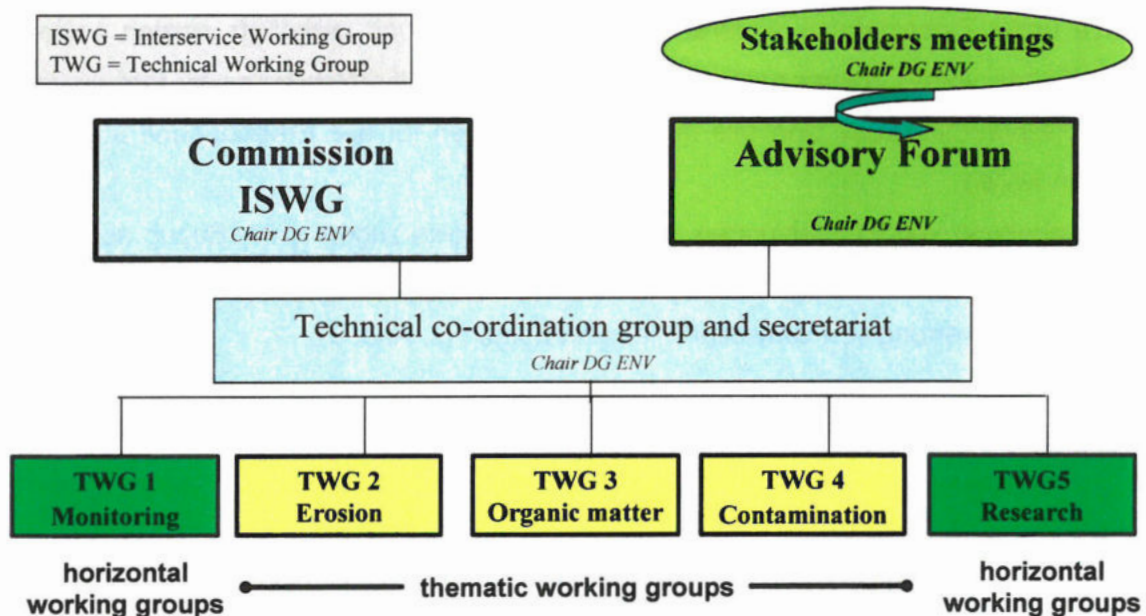 ISWG = Interservice Working Group
TWG = Technical Working Group
Stakeholders meetings
Chair DG ENV
Commission
ISWG
Chair DG ENV
Advisory Forum
Chair DG ENV
Technical co-ordination group and secretariat
Chair DG ENV
TWG 1
Monitoring
TWG 2
Erosion
TWG 3
Organic matter
TWG 4
Contamination
TWG5
Research
horizontal
working groups
thematic working groups
horizontal
working groups